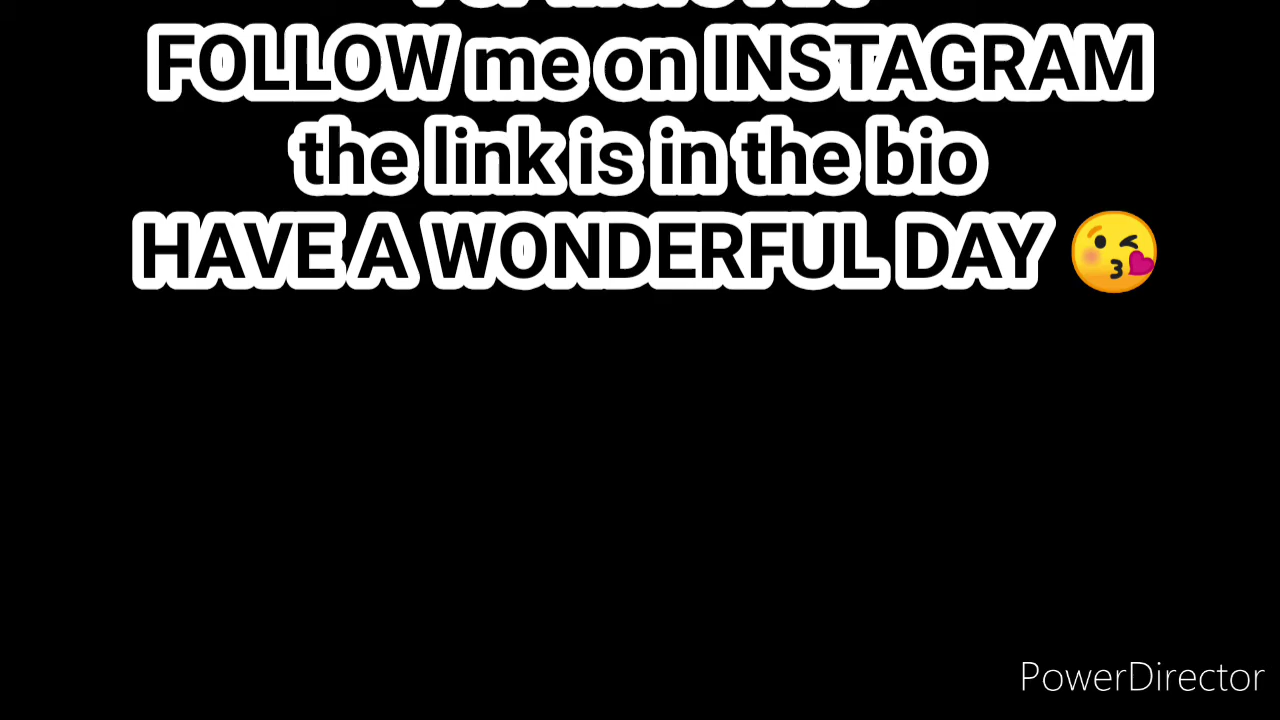 FOLLOW me on INSTAGRAM
the link is in the bio
HAVE A WONDERFUL DAY 😘
PowerDirector